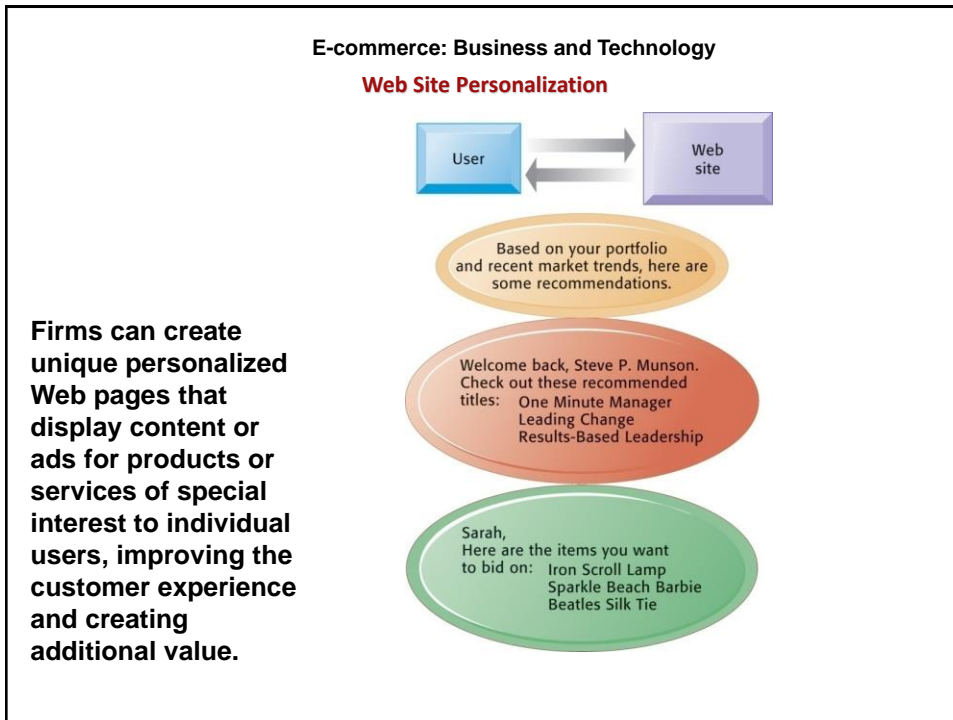 E-commerce: Business and Technology
Web Site Personalization
User
Web
site
Based on your portfolio
and recent market trends, here are
some recommendations.
Welcome back, Steve P. Munson.
Check out these recommended
titles: One Minute Manager
Leading Change
Results-Based Leadership
Sarah,
Here are the items you want
to bid on: Iron Scroll Lamp
Sparkle Beach Barbie
Beatles Silk Tie
Firms can create
unique personalized
Web pages that
display content or
ads for products or
services of special
interest to individual
users, improving the
customer experience
and creating
additional value.